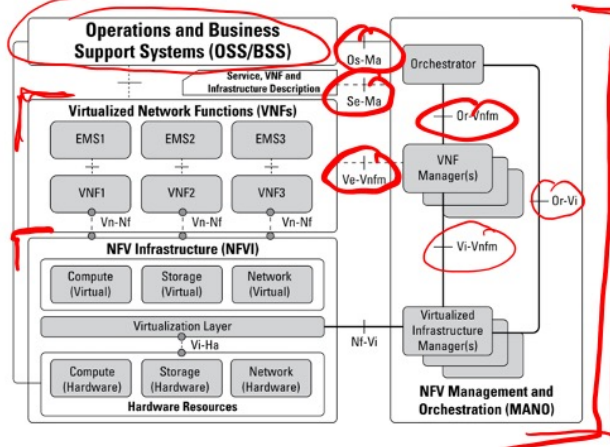 Operations and Business
Support Systems (OSS/BSS)
Os-Ma
Orchestrator
Service, VNF and
Infrastructure Description
Se-Ma
Or-Vnfm
Virtualized Network Functions (VNFs)
EMS1
EMS2
EMS3
VNF
Manager(s)
Ve-Vnfm
VNF1
VNF2
VNF3
Or-Vi
Vn-Nf
Vn-Nf
Vn-Nf
NFV Infrastructure (NFVI)
Vi-Vnfm
Compute
(Virtual)
Storage
(Virtual)
Network
(Virtual)
Virtualization Layer
Nf-Vi
Virtualized
Infrastructure
Manager(s)
Vi-Ha
Compute
(Hardware)
Storage
(Hardware)
Network
(Hardware)
Hardware Resources
NFV Management and
Orchestration (MANO)